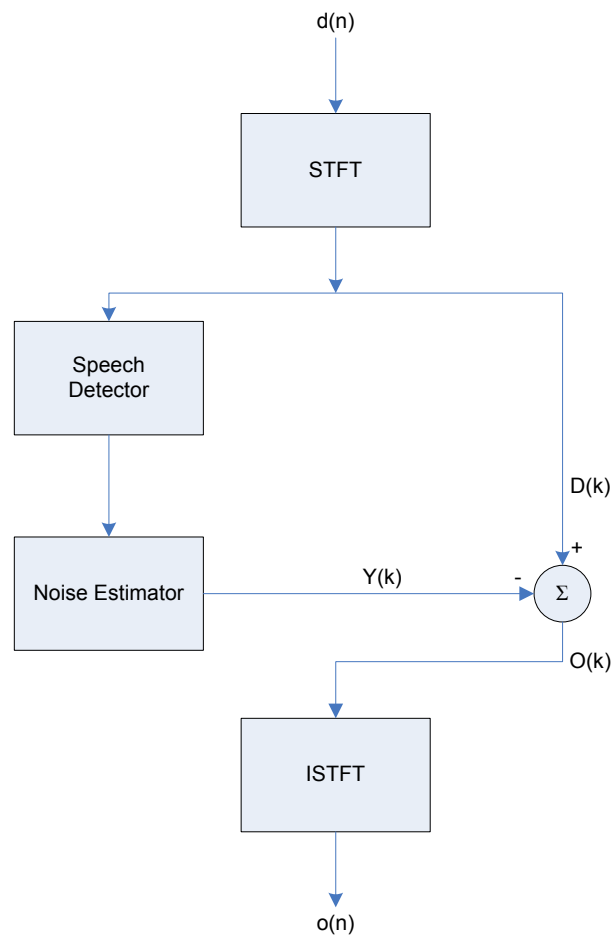 d(n)
STFT
Speech
Detector
D(k)
+
Noise Estimator
Y(k)
-
Σ
O(k)
ISTFT
o(n)